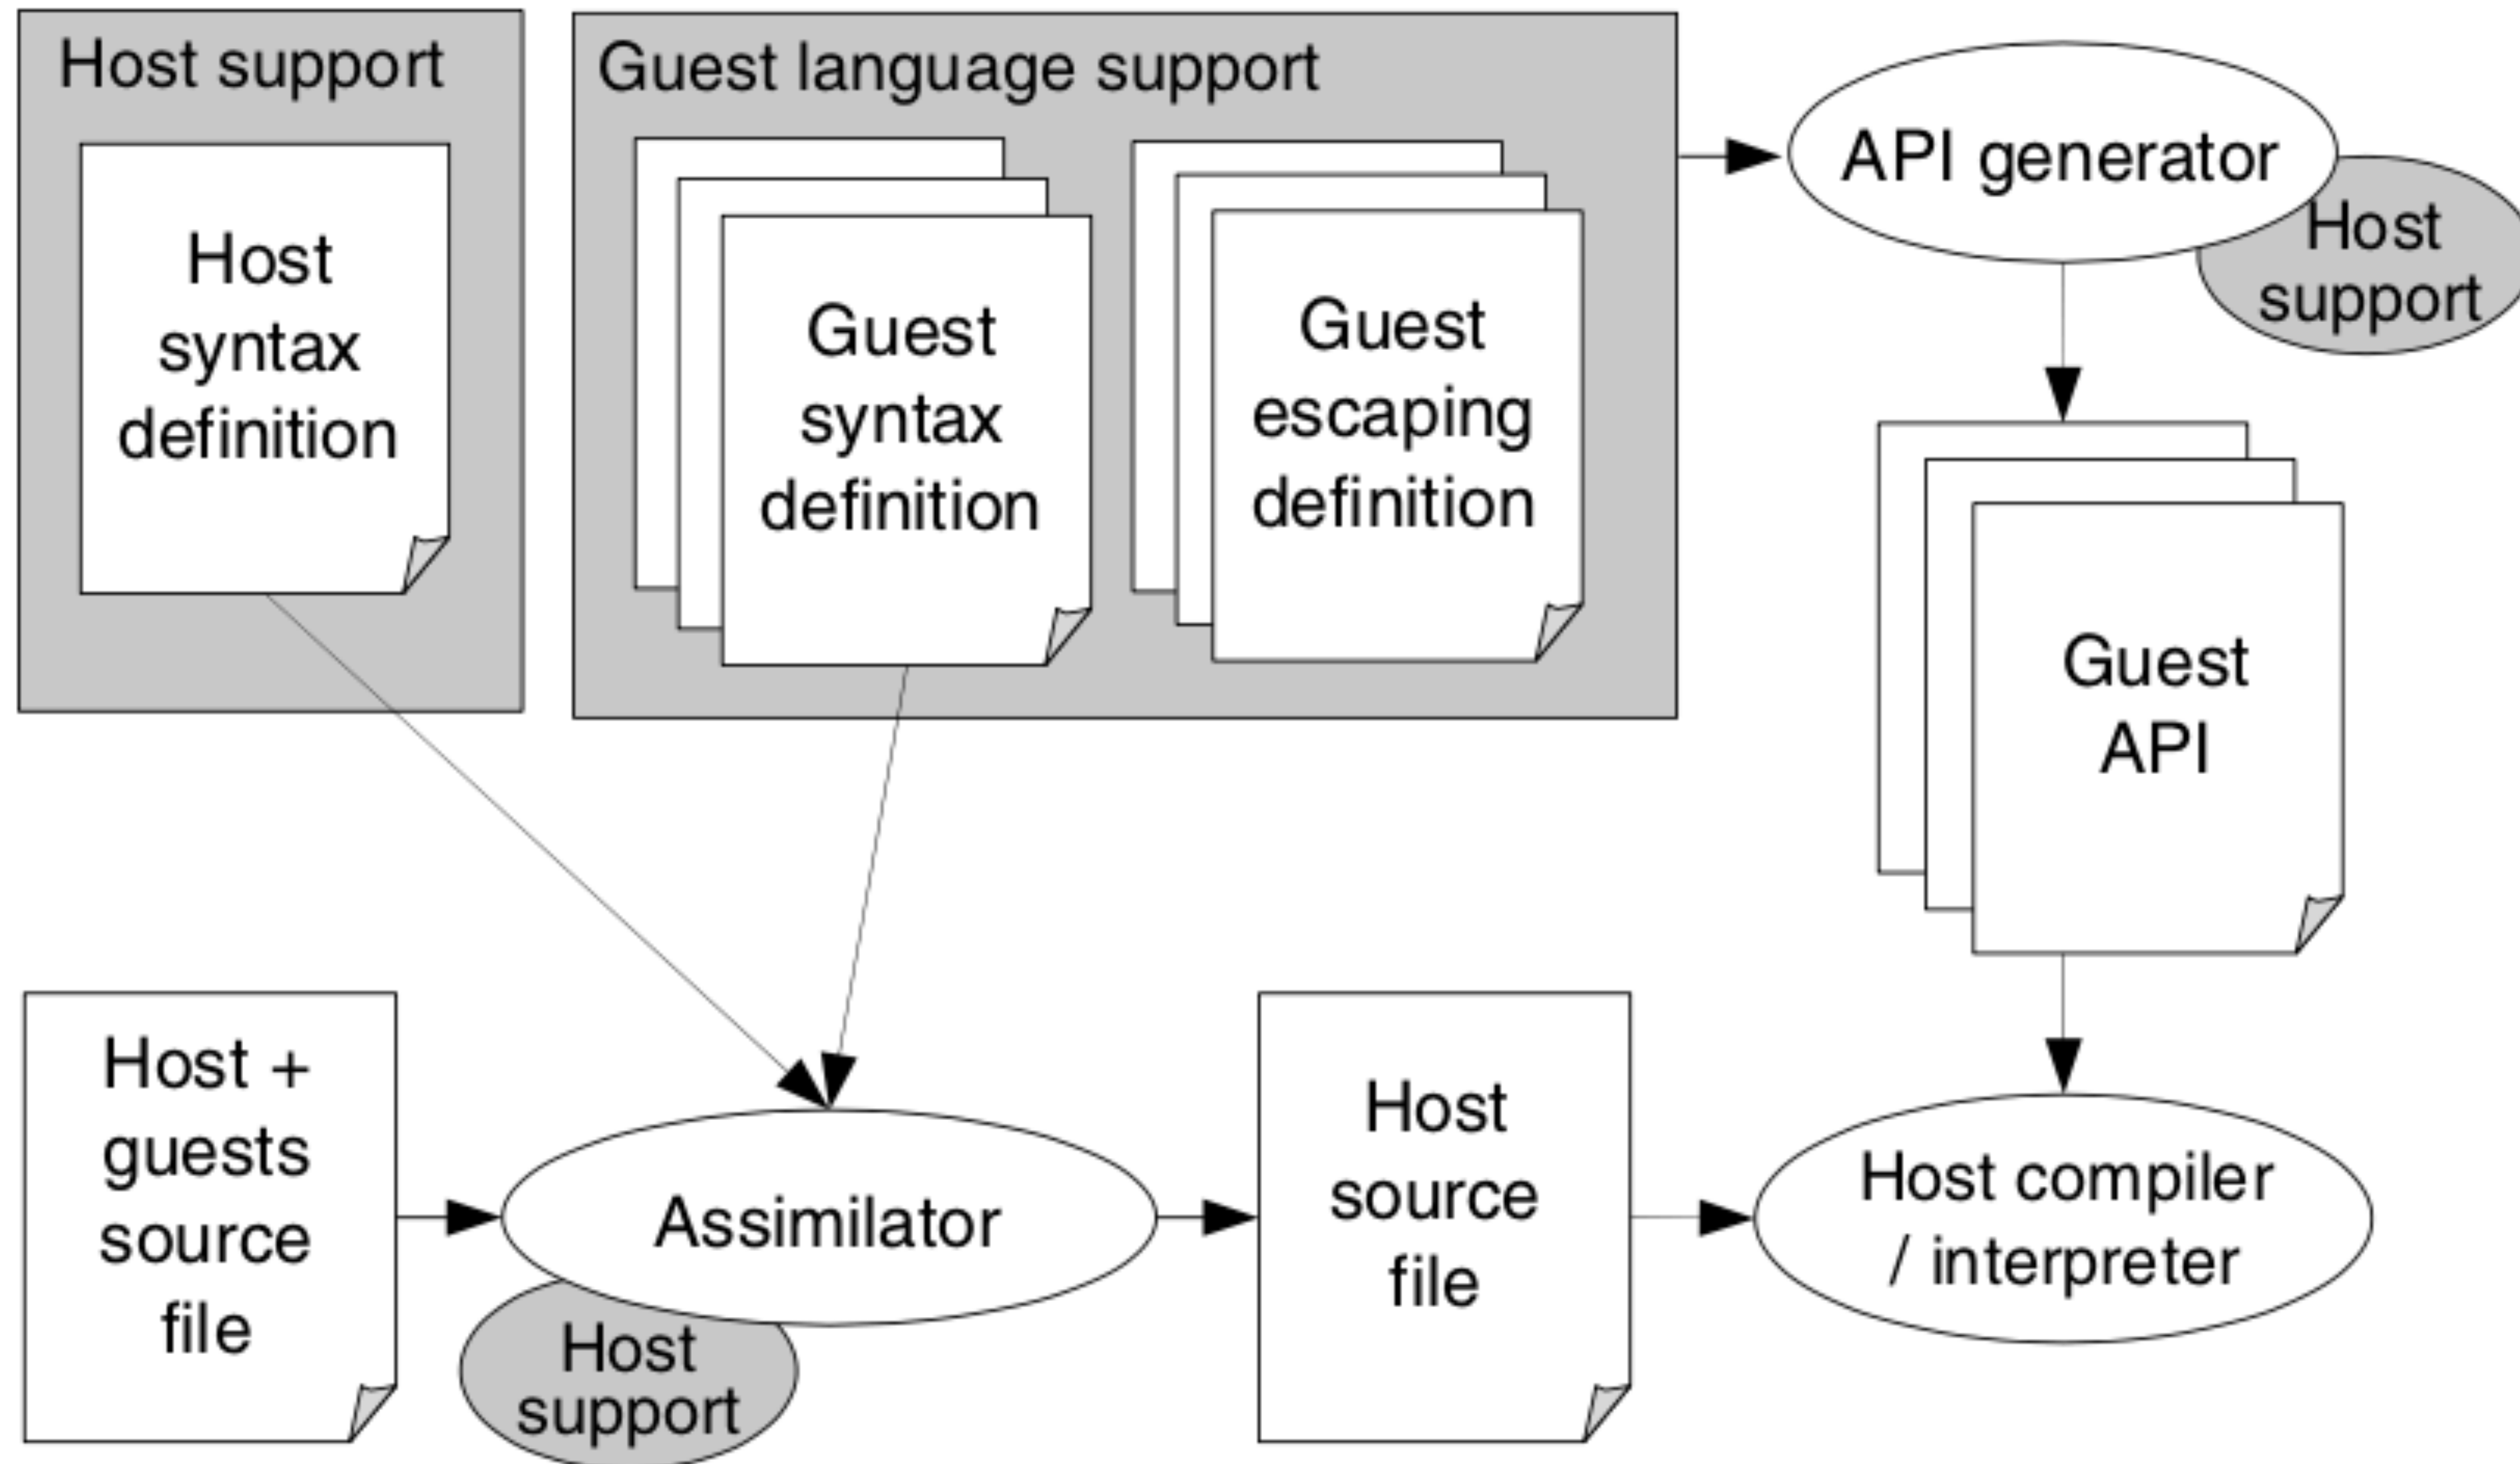 Host support
Host
syntax
definition
Guest language support
Guest
syntax
definition
Guest
escaping
definition
API generator
Host
support
Guest
API
Host +
guests
source
file
Assimilator
Host
support
Host
source
file
Host compiler
/ interpreter